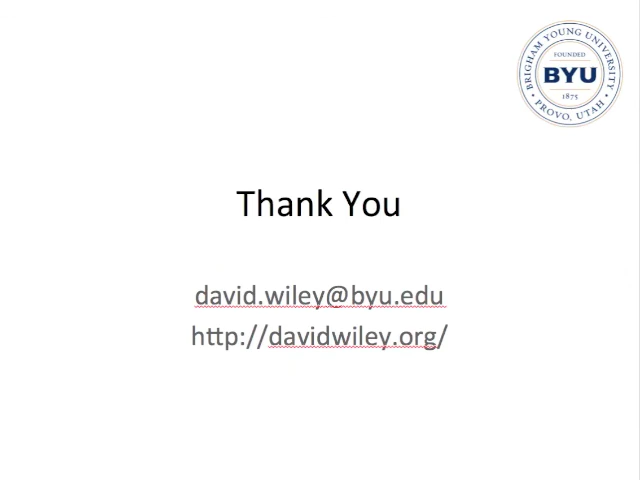 BRIGHAM YOUNG UNIVERSITY
FOUNDED
BYU
1875
PROVO, UTAH
Thank You
david.wiley@byu.edu
http://davidwiley.org/